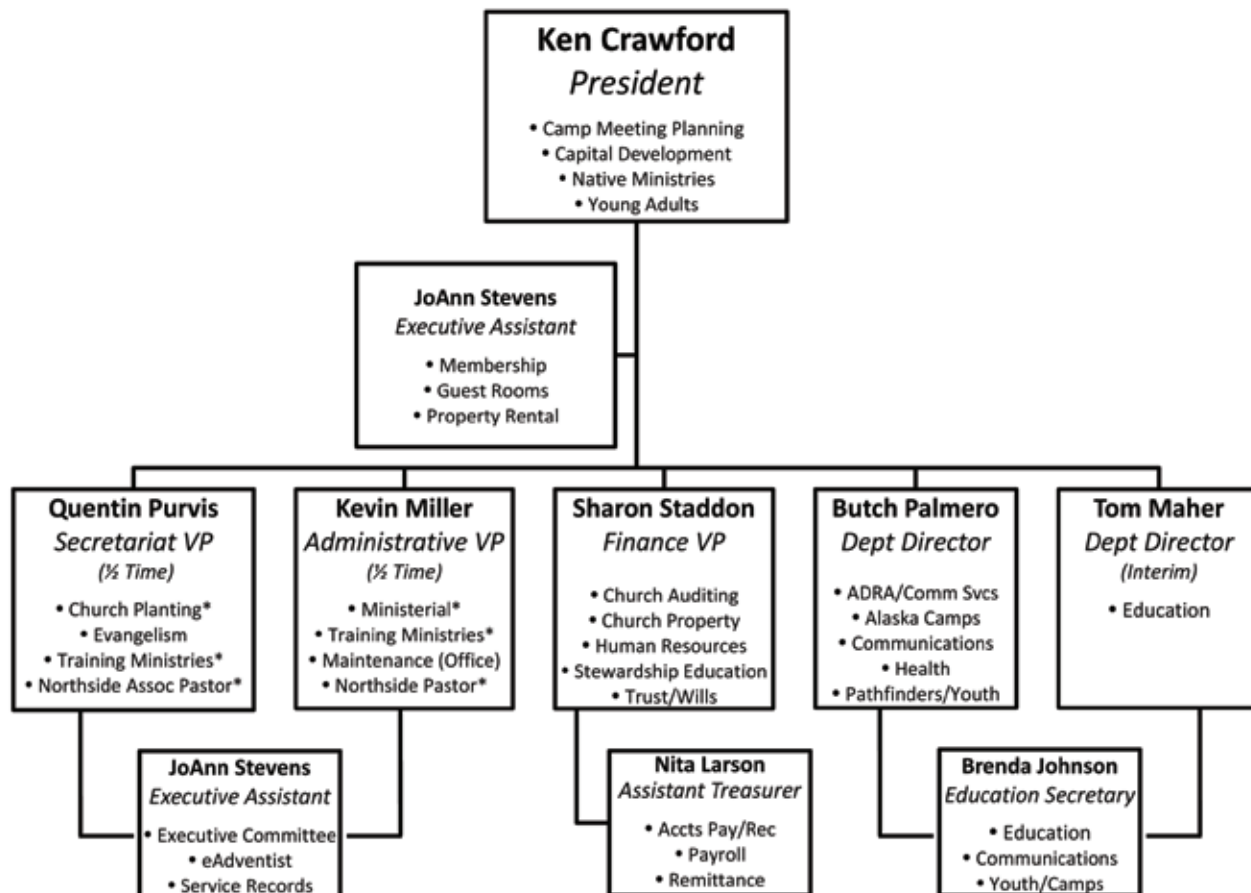 Ken Crawford
President
• Camp Meeting Planning
• Capital Development
• Native Ministries
• Young Adults
JoAnn Stevens
Executive Assistant
• Membership
• Guest Rooms
• Property Rental
Quentin Purvis
Secretariat VP
(½ Time)
• Church Planting*
• Evangelism
• Training Ministries*
• Northside Assoc Pastor*
Kevin Miller
Administrative VP
(½ Time)
• Ministerial*
• Training Ministries*
• Maintenance (Office)
• Northside Pastor*
Sharon Staddon
Finance VP
• Church Auditing
• Church Property
• Human Resources
• Stewardship Education
• Trust/Wills
Butch Palmero
Dept Director
• ADRA/Comm Svcs
• Alaska Camps
• Communications
• Health
• Pathfinders/Youth
Tom Maher
Dept Director
(Interim)
• Education
JoAnn Stevens
Executive Assistant
• Executive Committee
• eAdventist
• Service Records
Nita Larson
Assistant Treasurer
• Accts Pay/Rec
• Payroll
• Remittance
Brenda Johnson
Education Secretary
• Education
• Communications
• Youth/Camps